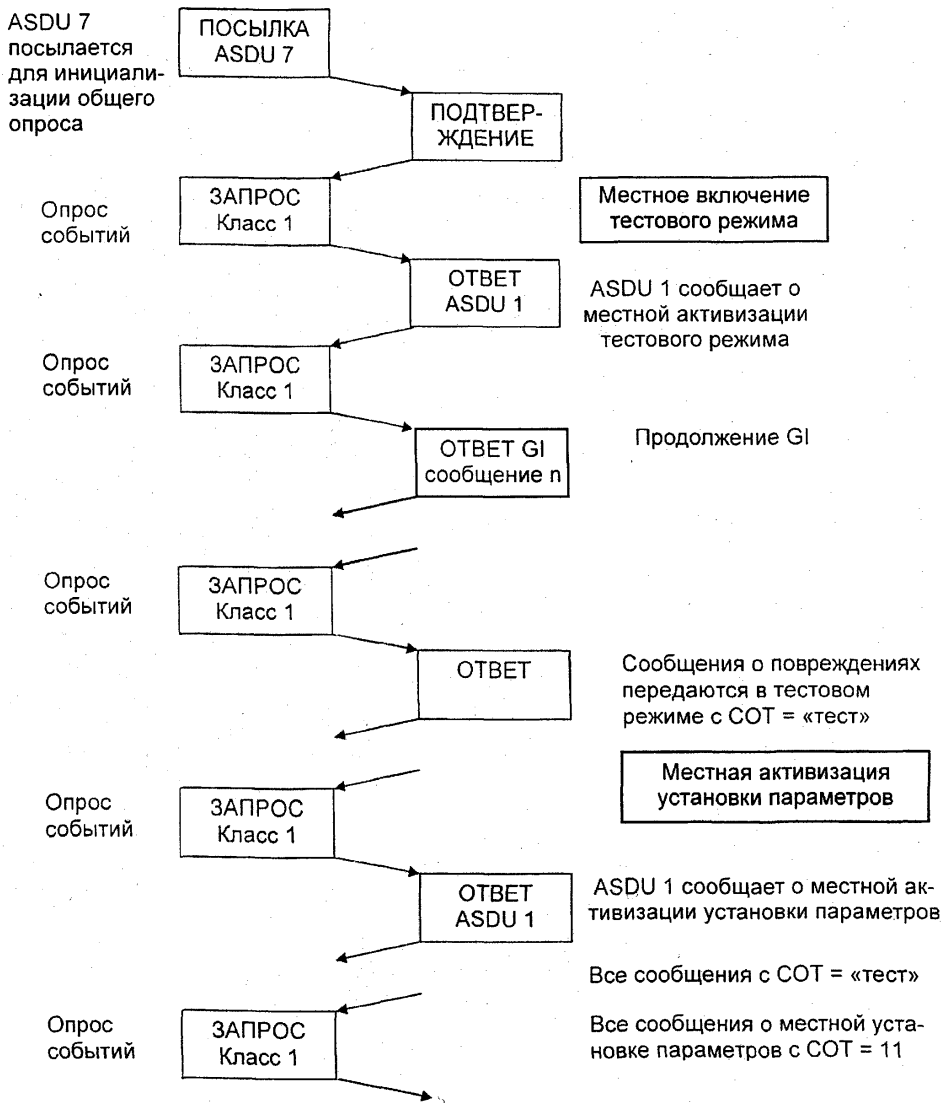 ASDU 7
посылается
для инициали-
зации общего
опроса
ПОСЫЛКА
ASDU 7
ПОДТВЕР-
ЖДЕНИЕ
Опрос
событий
ЗАПРОС
Класс 1
Местное включение
тестового режима
ОТВЕТ
ASDU 1
ASDU 1 сообщает о
местной активизации
тестового режима
Опрос
событий
ЗАПРОС
Класс 1
ОТВЕТ GI
сообщение n
Продолжение GI
Опрос
событий
ЗАПРОС
Класс 1
ОТВЕТ
Сообщения о повреждениях
передаются в тестовом
режиме с СОТ = «тест»
Местная активизация
установки параметров
Опрос
событий
ЗАПРОС
Класс 1
ОТВЕТ
ASDU 1
ASDU 1 сообщает о местной ак-
тивизации установки параметров
Все сообщения с СОТ = «тест»
Опрос
событий
ЗАПРОС
Класс 1
Все сообщения о местной уста-
новке параметров с СОТ = 11